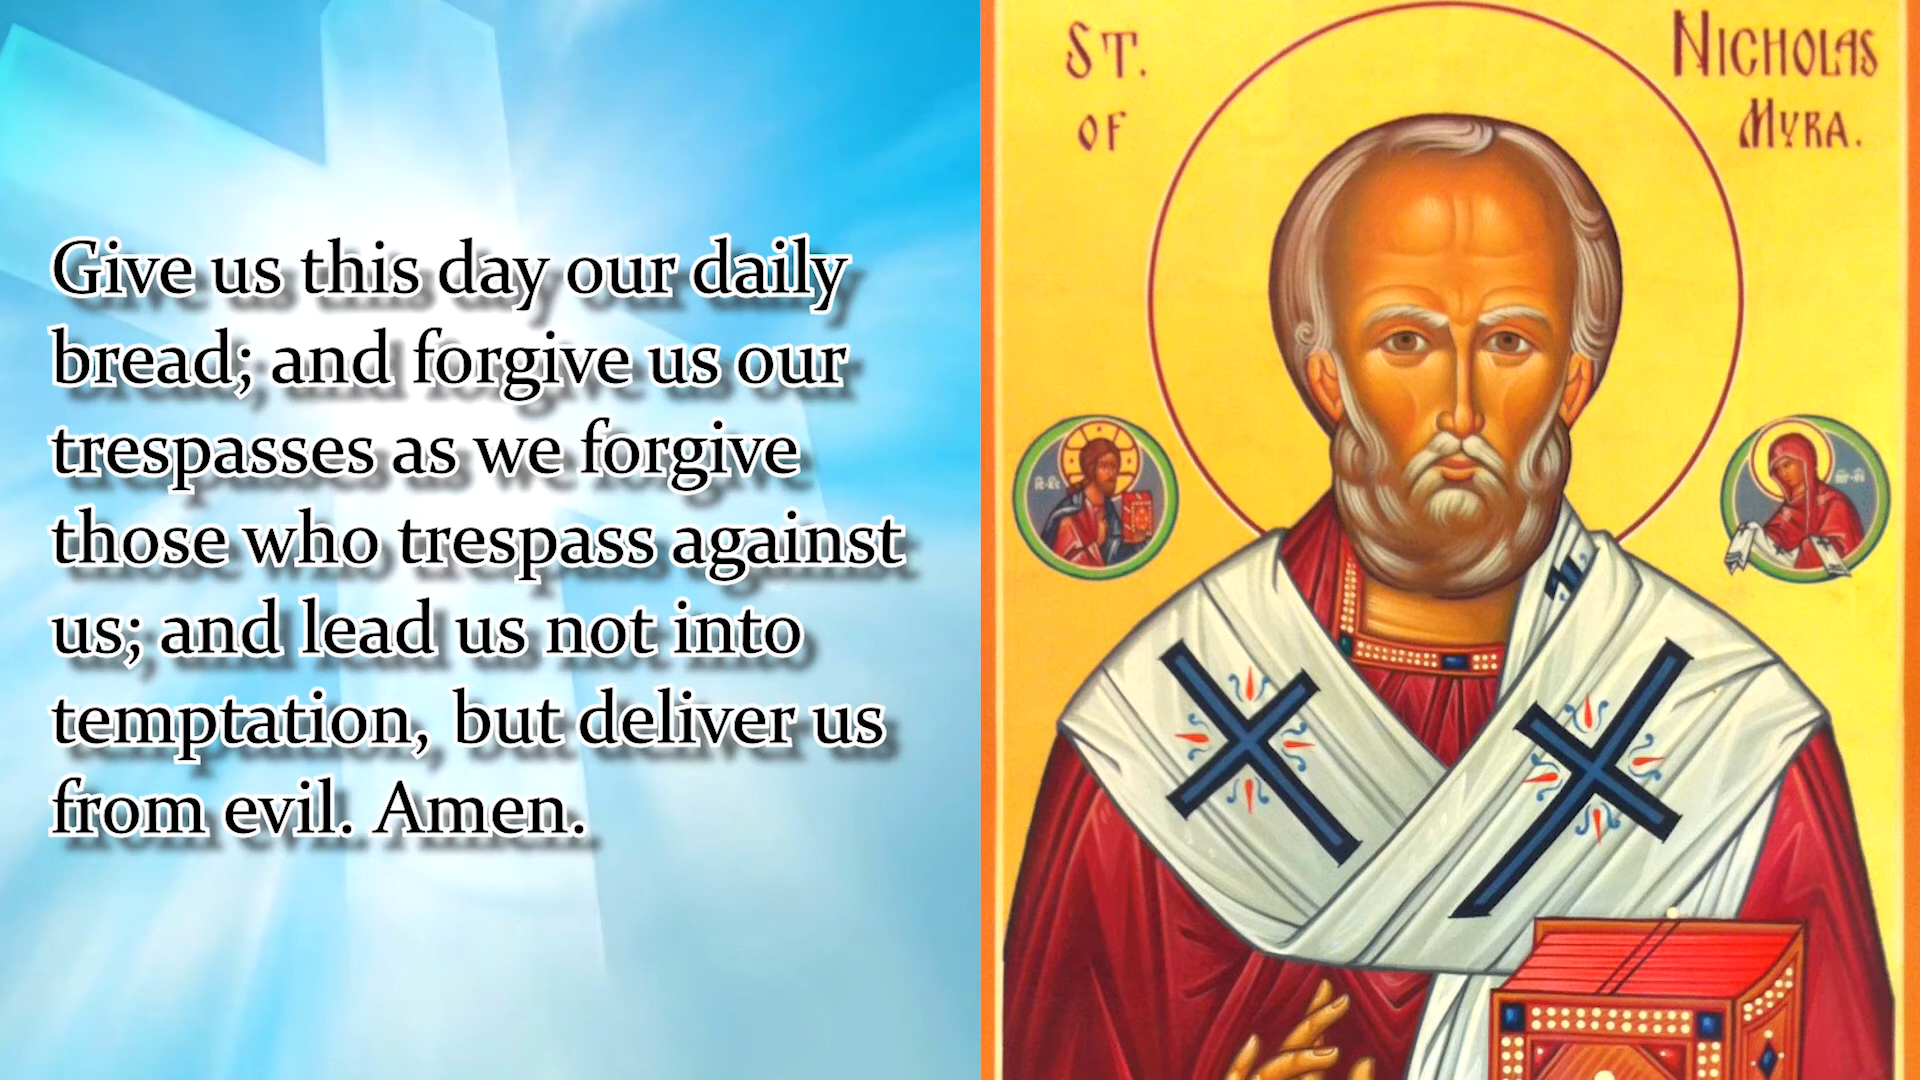 Give us this day our daily
bread; and forgive us our
trespasses as we forgive
those who trespass against
us; and lead us not into
temptation, but deliver us
from evil. Amen.
ST. NICHOLAS
OF MYRA.